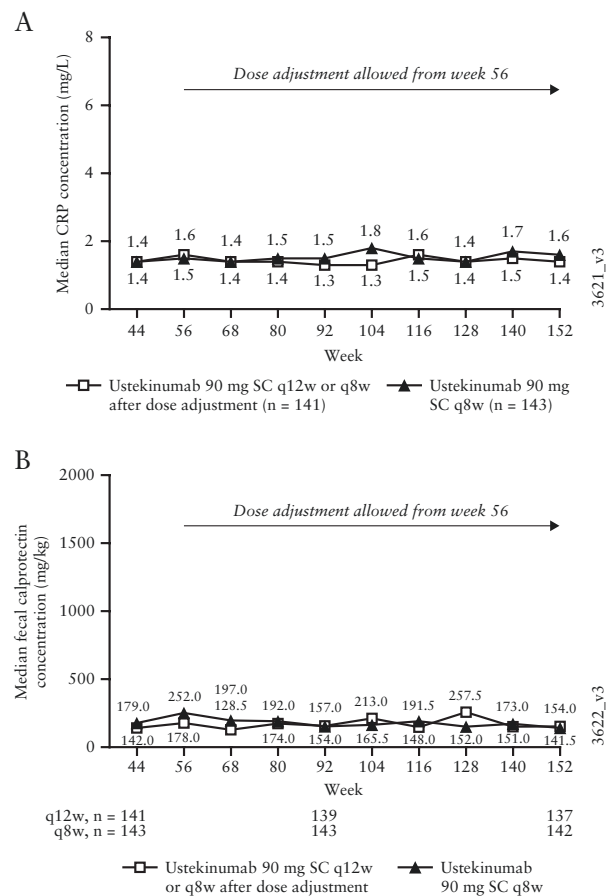 A
Median CRP concentration (mg/L)
8
6
4
2
0
Dose adjustment allowed from week 56
1.4 1.6 1.4 1.5 1.5 1.8 1.6 1.4 1.7 1.6
1.4 1.5 1.4 1.4 1.3 1.3 1.5 1.4 1.5 1.4
44 56 68 80 92 104 116 128 140 152
Week
3621_v3
Ustekinumab 90 mg SC q12w or q8w
after dose adjustment (n = 141)
Ustekinumab 90 mg
SC q8w (n = 143)
B
Median fecal calprotectin
concentration (mg/kg)
2000
1500
1000
500
0
Dose adjustment allowed from week 56
179.0 252.0 197.0 192.0 157.0 213.0 191.5 257.5 173.0 154.0
128.5
142.0 178.0 174.0 154.0 165.5 148.0 152.0 151.0 141.5
44 56 68 80 92 104 116 128 140 152
Week
3622_v3
q12w, n = 141 139 137
q8w, n = 143 143 142
Ustekinumab 90 mg SC q12w
or q8w after dose adjustment
Ustekinumab
90 mg SC q8w